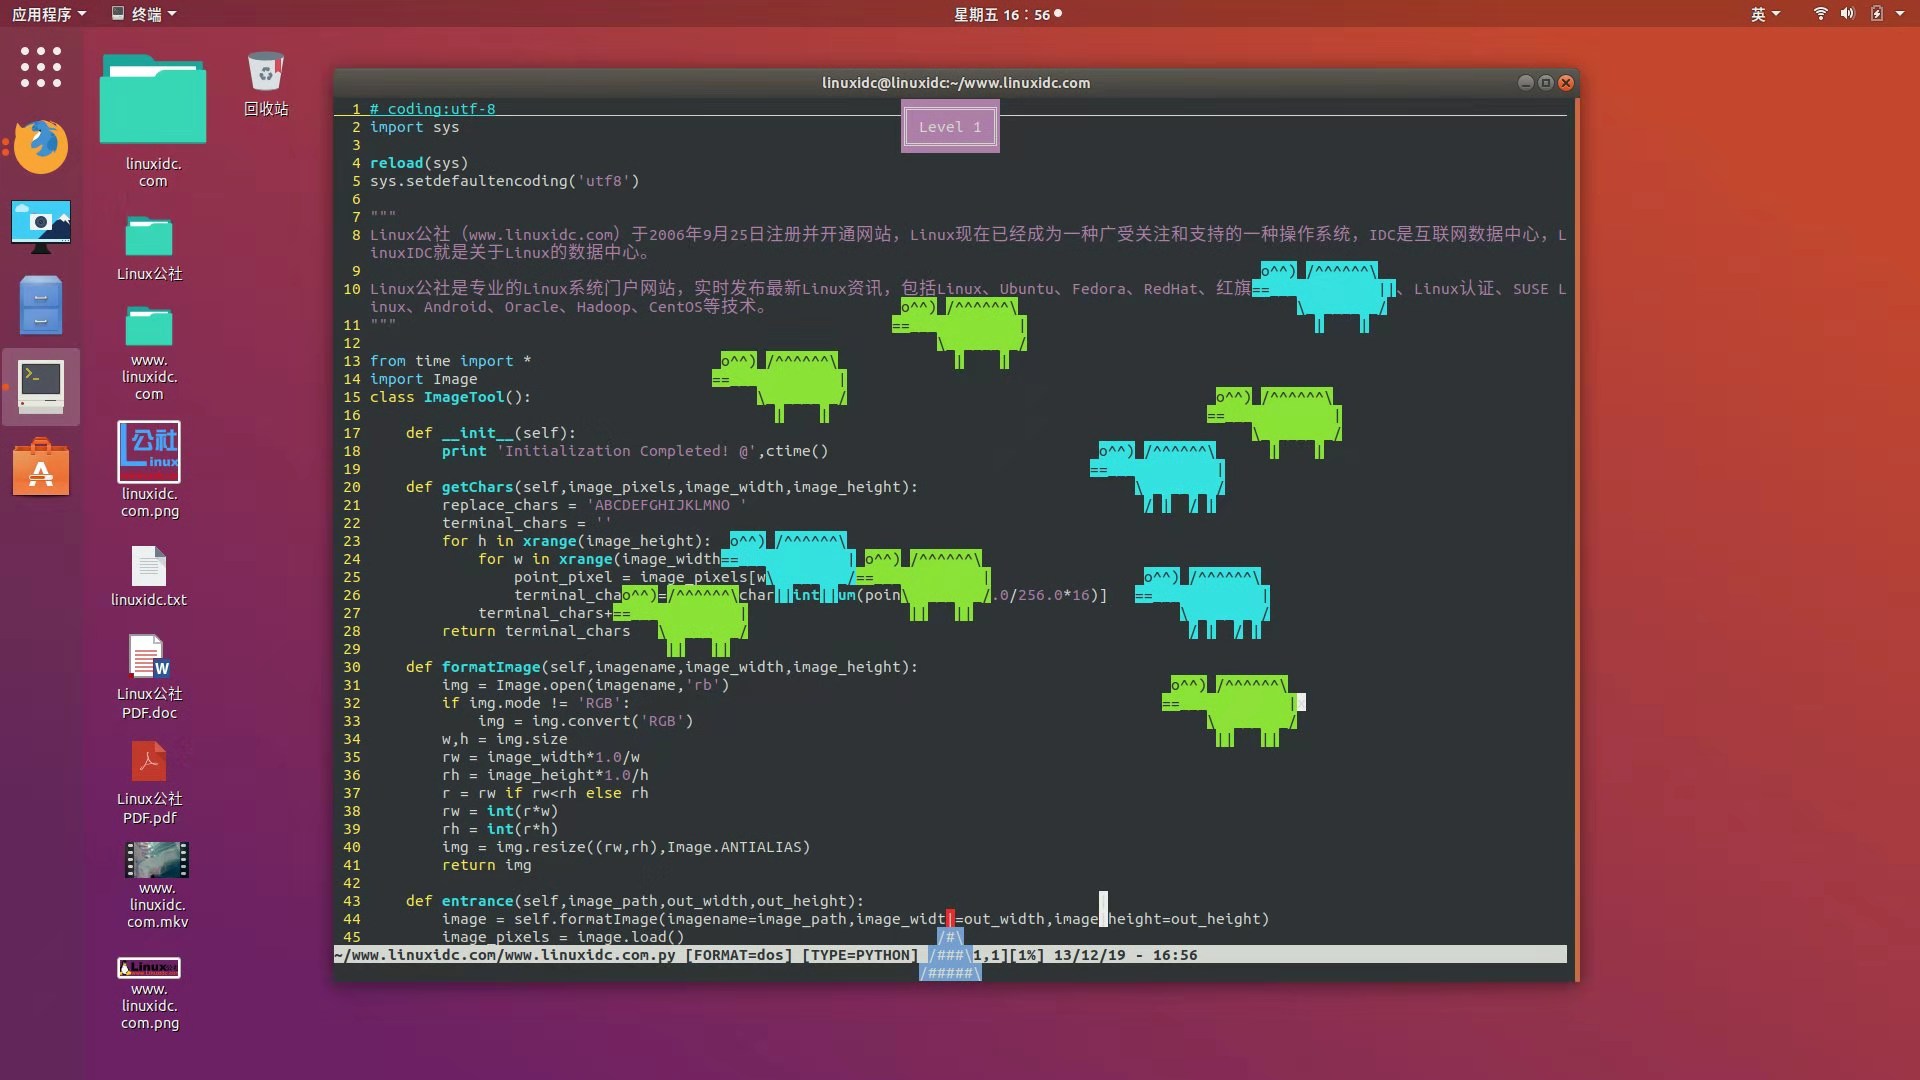 应用程序
终端
星期五 16：56
英
linuxidc.
com
回收站
Linux公社
www.
linuxidc.
com
公社
inux
linuxidc.
com.png
linuxidc.txt
Linux公社
PDF.doc
Linux公社
PDF.pdf
www.
linuxidc.
com.mkv
Linux
www.
linuxidc.
com.png
linuxidc@linuxidc:~/www.linuxidc.com
Level 1
1 # coding:utf-8
2 import sys
3
4 reload(sys)
5 sys.setdefaultencoding('utf8')
6
7 """
8 Linux公社（www.linuxidc.com）于2006年9月25日注册并开通网站，Linux现在已经成为一种广受关注和支持的一种操作系统，IDC是互联网数据中心，L
inuxIDC就是关于Linux的数据中心。
9
10 Linux公社是专业的Linux系统门户网站，实时发布最新Linux资讯，包括Linux、Ubuntu、Fedora、RedHat、红旗 、Linux认证、SUSE L
inux、Android、Oracle、Hadoop、CentOS等技术。
11 """
12
13 from time import *
14 import Image
15 class ImageTool():
16
17 def __init__(self):
18 print 'Initialization Completed! @',ctime()
19
20 def getChars(self,image_pixels,image_width,image_height):
21 replace_chars = 'ABCDEFGHIJKLMNO '
22 terminal_chars = ''
23 for h in xrange(image_height):
24 for w in xrange(image_width
25 point_pixel = image_pixels[w
26 terminal_cha = char int um(poin .0/256.0*16)]
27 terminal_chars+
28 return terminal_chars
29
30 def formatImage(self,imagename,image_width,image_height):
31 img = Image.open(imagename,'rb')
32 if img.mode != 'RGB':
33 img = img.convert('RGB')
34 w,h = img.size
35 rw = image_width*1.0/w
36 rh = image_height*1.0/h
37 r = rw if rw<rh else rh
38 rw = int(r*w)
39 rh = int(r*h)
40 img = img.resize((rw,rh),Image.ANTIALIAS)
41 return img
42
43 def entrance(self,image_path,out_width,out_height):
44 image = self.formatImage(imagename=image_path,image_widt|=out_width,image height=out_height)
45 image_pixels = image.load()
~/www.linuxidc.com/www.linuxidc.com.py [FORMAT=dos] [TYPE=PYTHON] /###\1,1][1%] 13/12/19 - 16:56